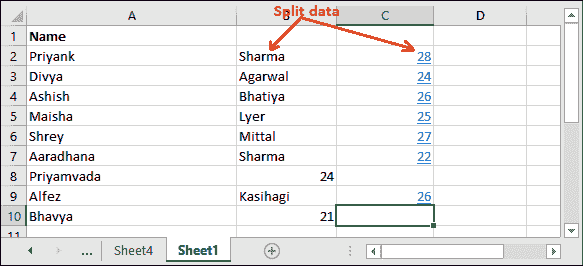 Split data
A B C D
1 Name
2 Priyank Sharma 28
3 Divya Agarwal 24
4 Ashish Bhatiya 26
5 Maisha Lyer 25
6 Shrey Mittal 27
7 Aaradhana Sharma 22
8 Priyamvada 24
9 Alfez Kasihagi 26
10 Bhavya 21
11
... Sheet4 Sheet1